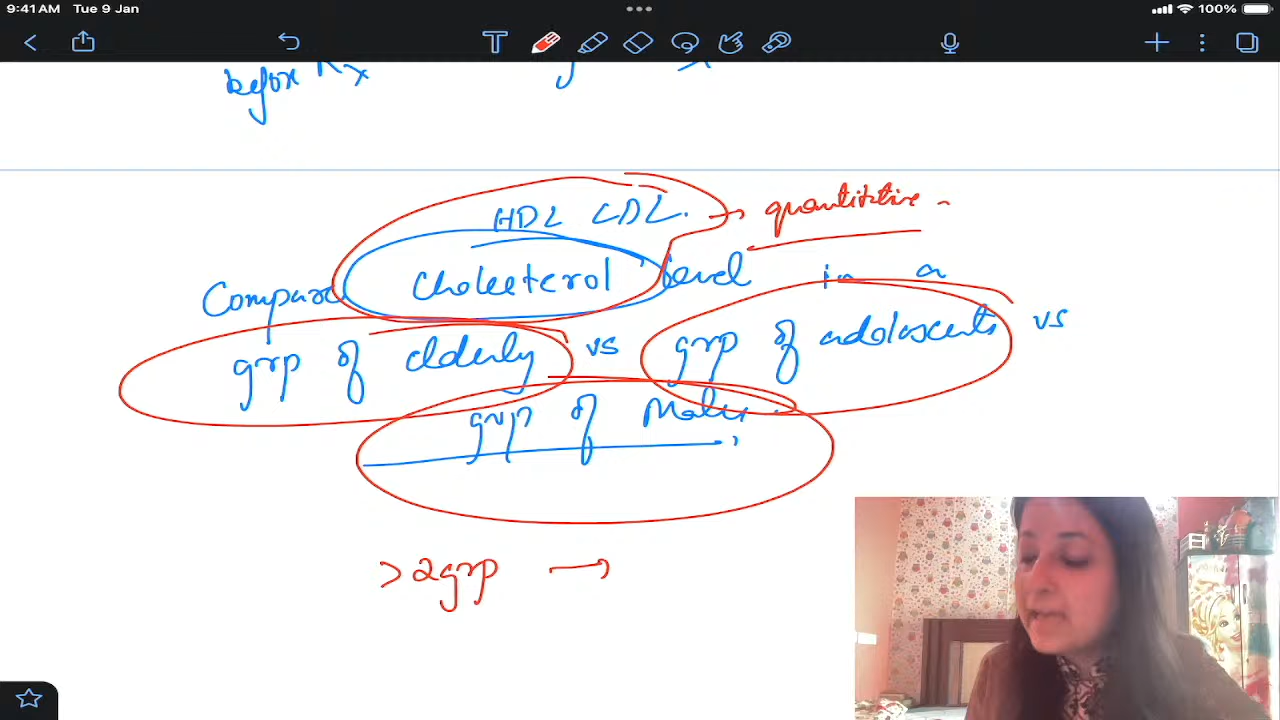 9:41 AM Tue 9 Jan
100%
T
before Rx
HDL LDL. → quantitative
Compare Cholesterol level in a
grp of elderly vs grp of adolescents vs
grp of Males
>2grp →